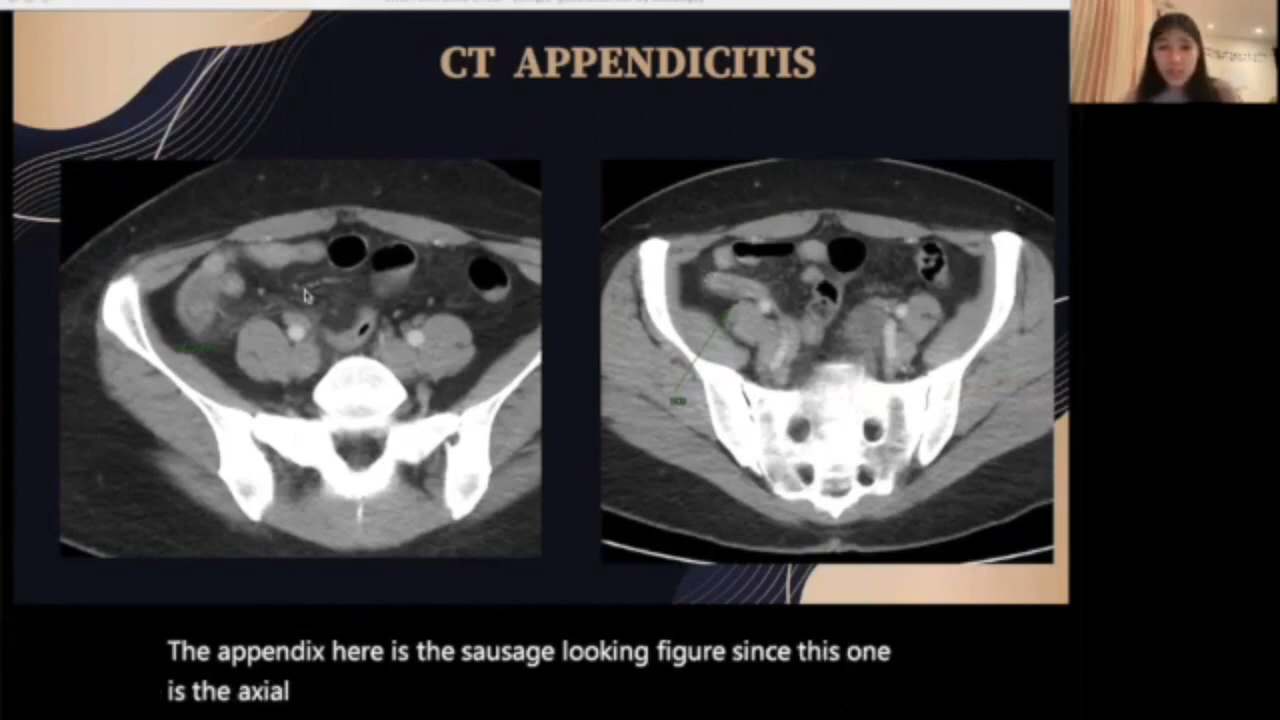 CT APPENDICITIS
The appendix here is the sausage looking figure since this one
is the axial